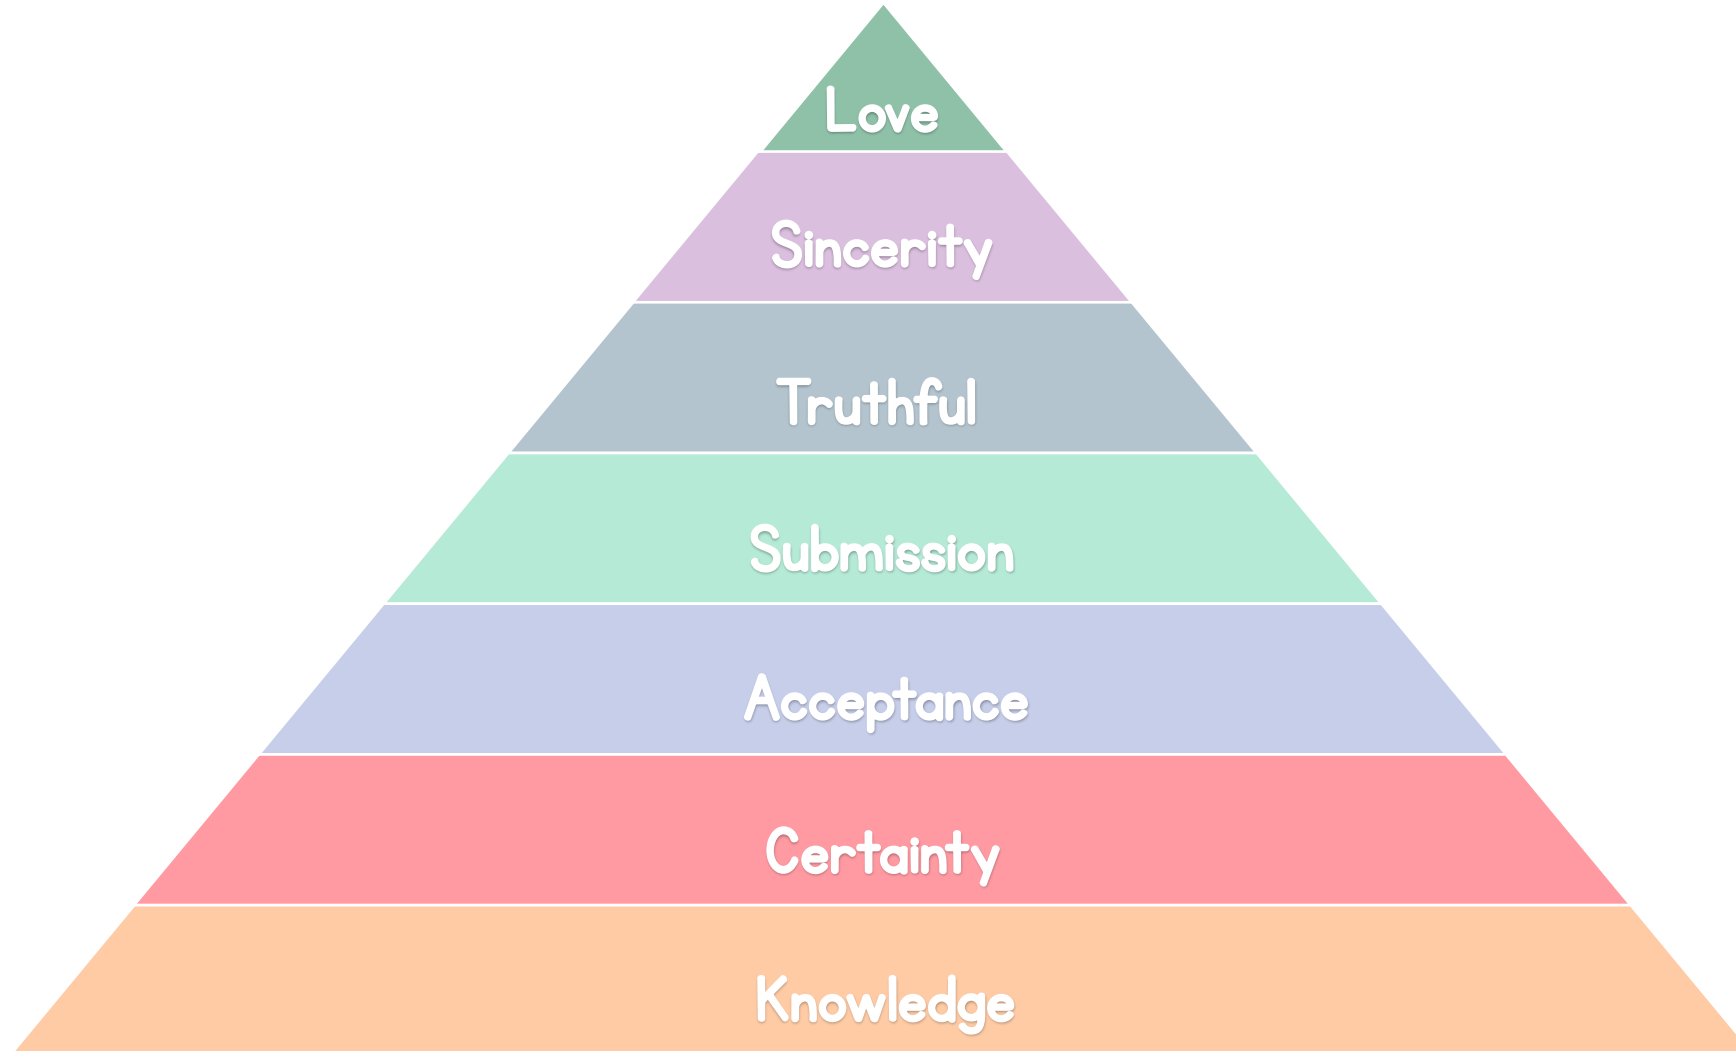 Love
Sincerity
Truthful
Submission
Acceptance
Certainty
Knowledge